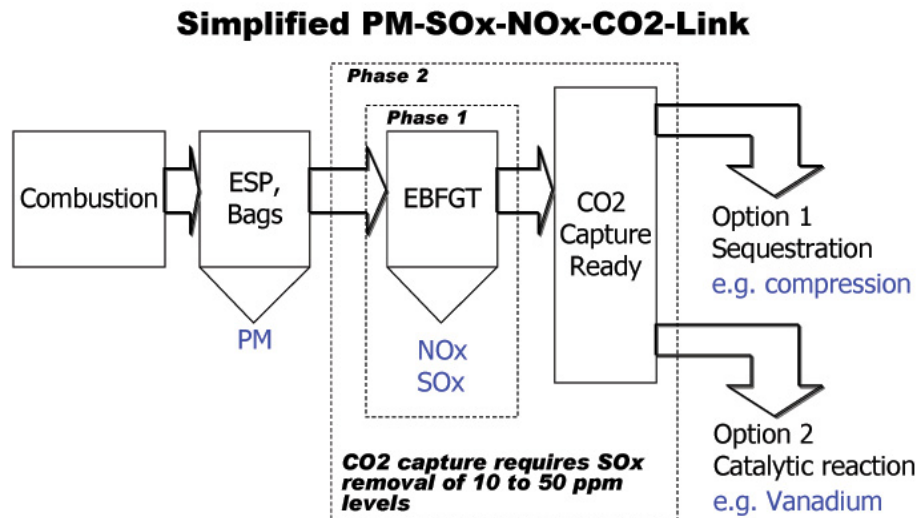 Simplified PM-SOx-NOx-CO2-Link
Phase 2
Phase 1
Combustion
ESP,
Bags
EBFGT
CO2
Capture
Ready
PM
NOx
SOx
Option 1
Sequestration
e.g. compression
Option 2
Catalytic reaction
e.g. Vanadium
CO2 capture requires SOx
removal of 10 to 50 ppm
levels